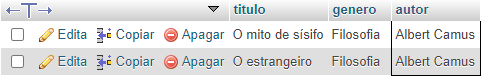 titulo genero autor
Edita Copiar Apagar O mito de sísifo Filosofia Albert Camus
Edita Copiar Apagar O estrangeiro Filosofia Albert Camus